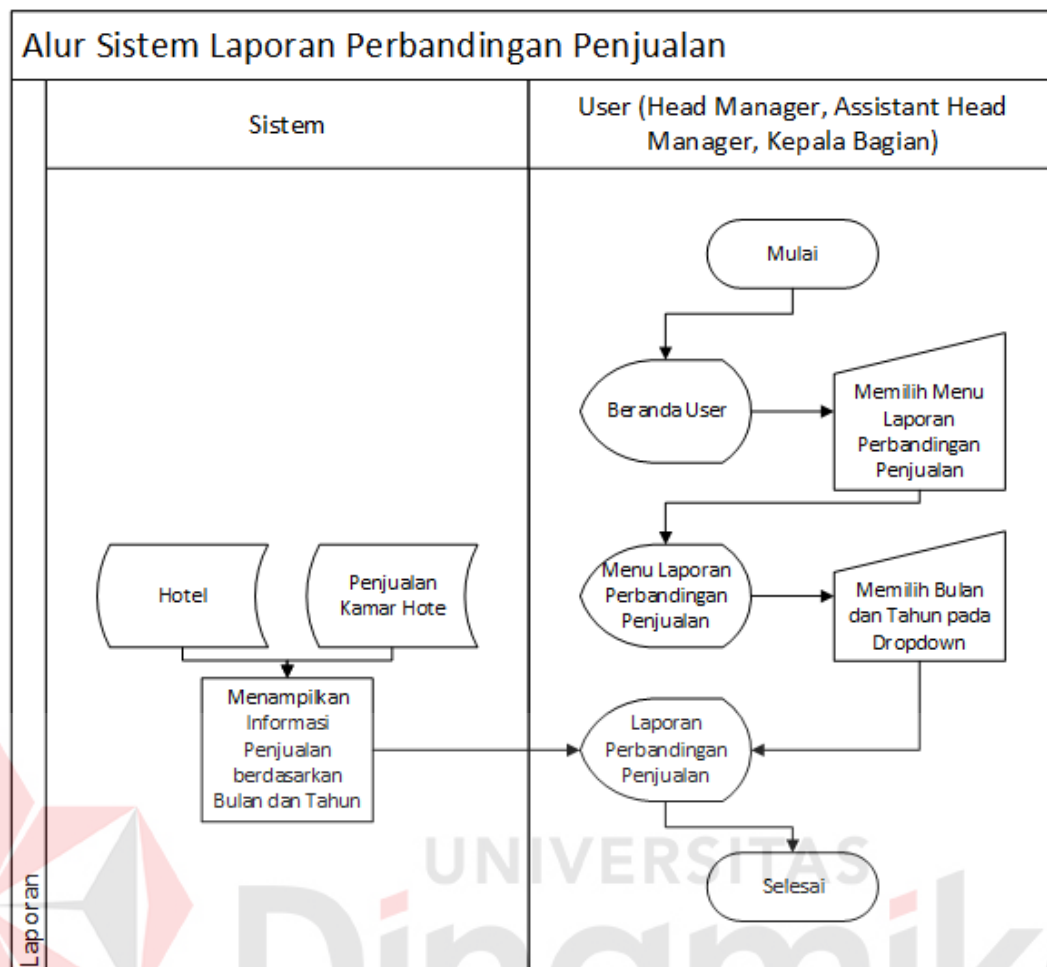 Alur Sistem Laporan Perbandingan Penjualan
Sistem
User (Head Manager, Assistant Head
Manager, Kepala Bagian)
Mulai
Beranda User
Memilih Menu
Laporan
Perbandingan
Penjualan
Hotel
Penjualan
Kamar Hote
Menu Laporan
Perbandingan
Penjualan
Memilih Bulan
dan Tahun pada
Dropdown
Menampilkan
Informasi
Penjualan
berdasarkan
Bulan dan Tahun
Laporan
Perbandingan
Penjualan
Selesai
Laporan
UNIVERSITAS
Dinamik